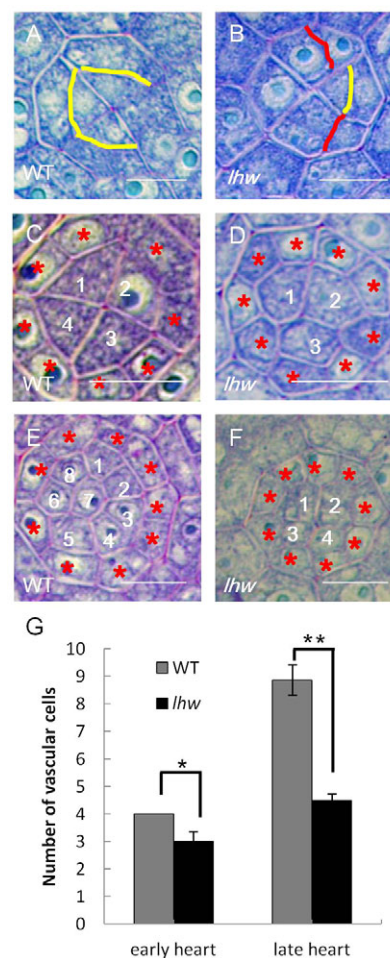 A
WT
B
lhw
* * * * * * * *
C
1 2
4 3
WT
* * * * * * * * *
D
1 2
3
lhw
* * * * * * * *
E
8 1
6 7 2
3
5 4
WT
* * * * * * * * *
F
1 2
3 4
lhw
G
Number of vascular cells
10
9
8
7
6
5
4
3
2
1
0
WT
lhw
*
**
early heart
late heart